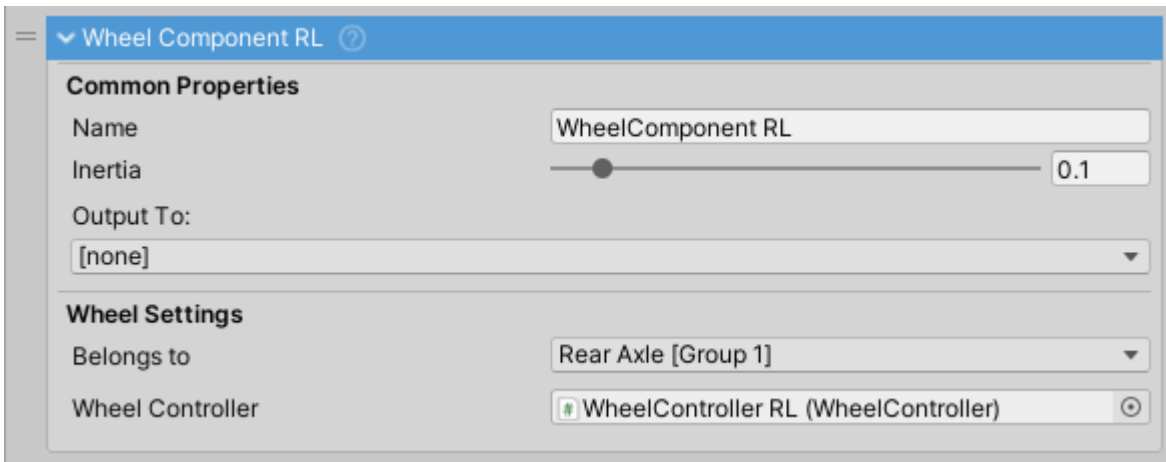 Wheel Component RL ?
Common Properties
Name WheelComponent RL
Inertia 0.1
Output To:
[none]
Wheel Settings
Belongs to Rear Axle [Group 1]
Wheel Controller # WheelController RL (WheelController)